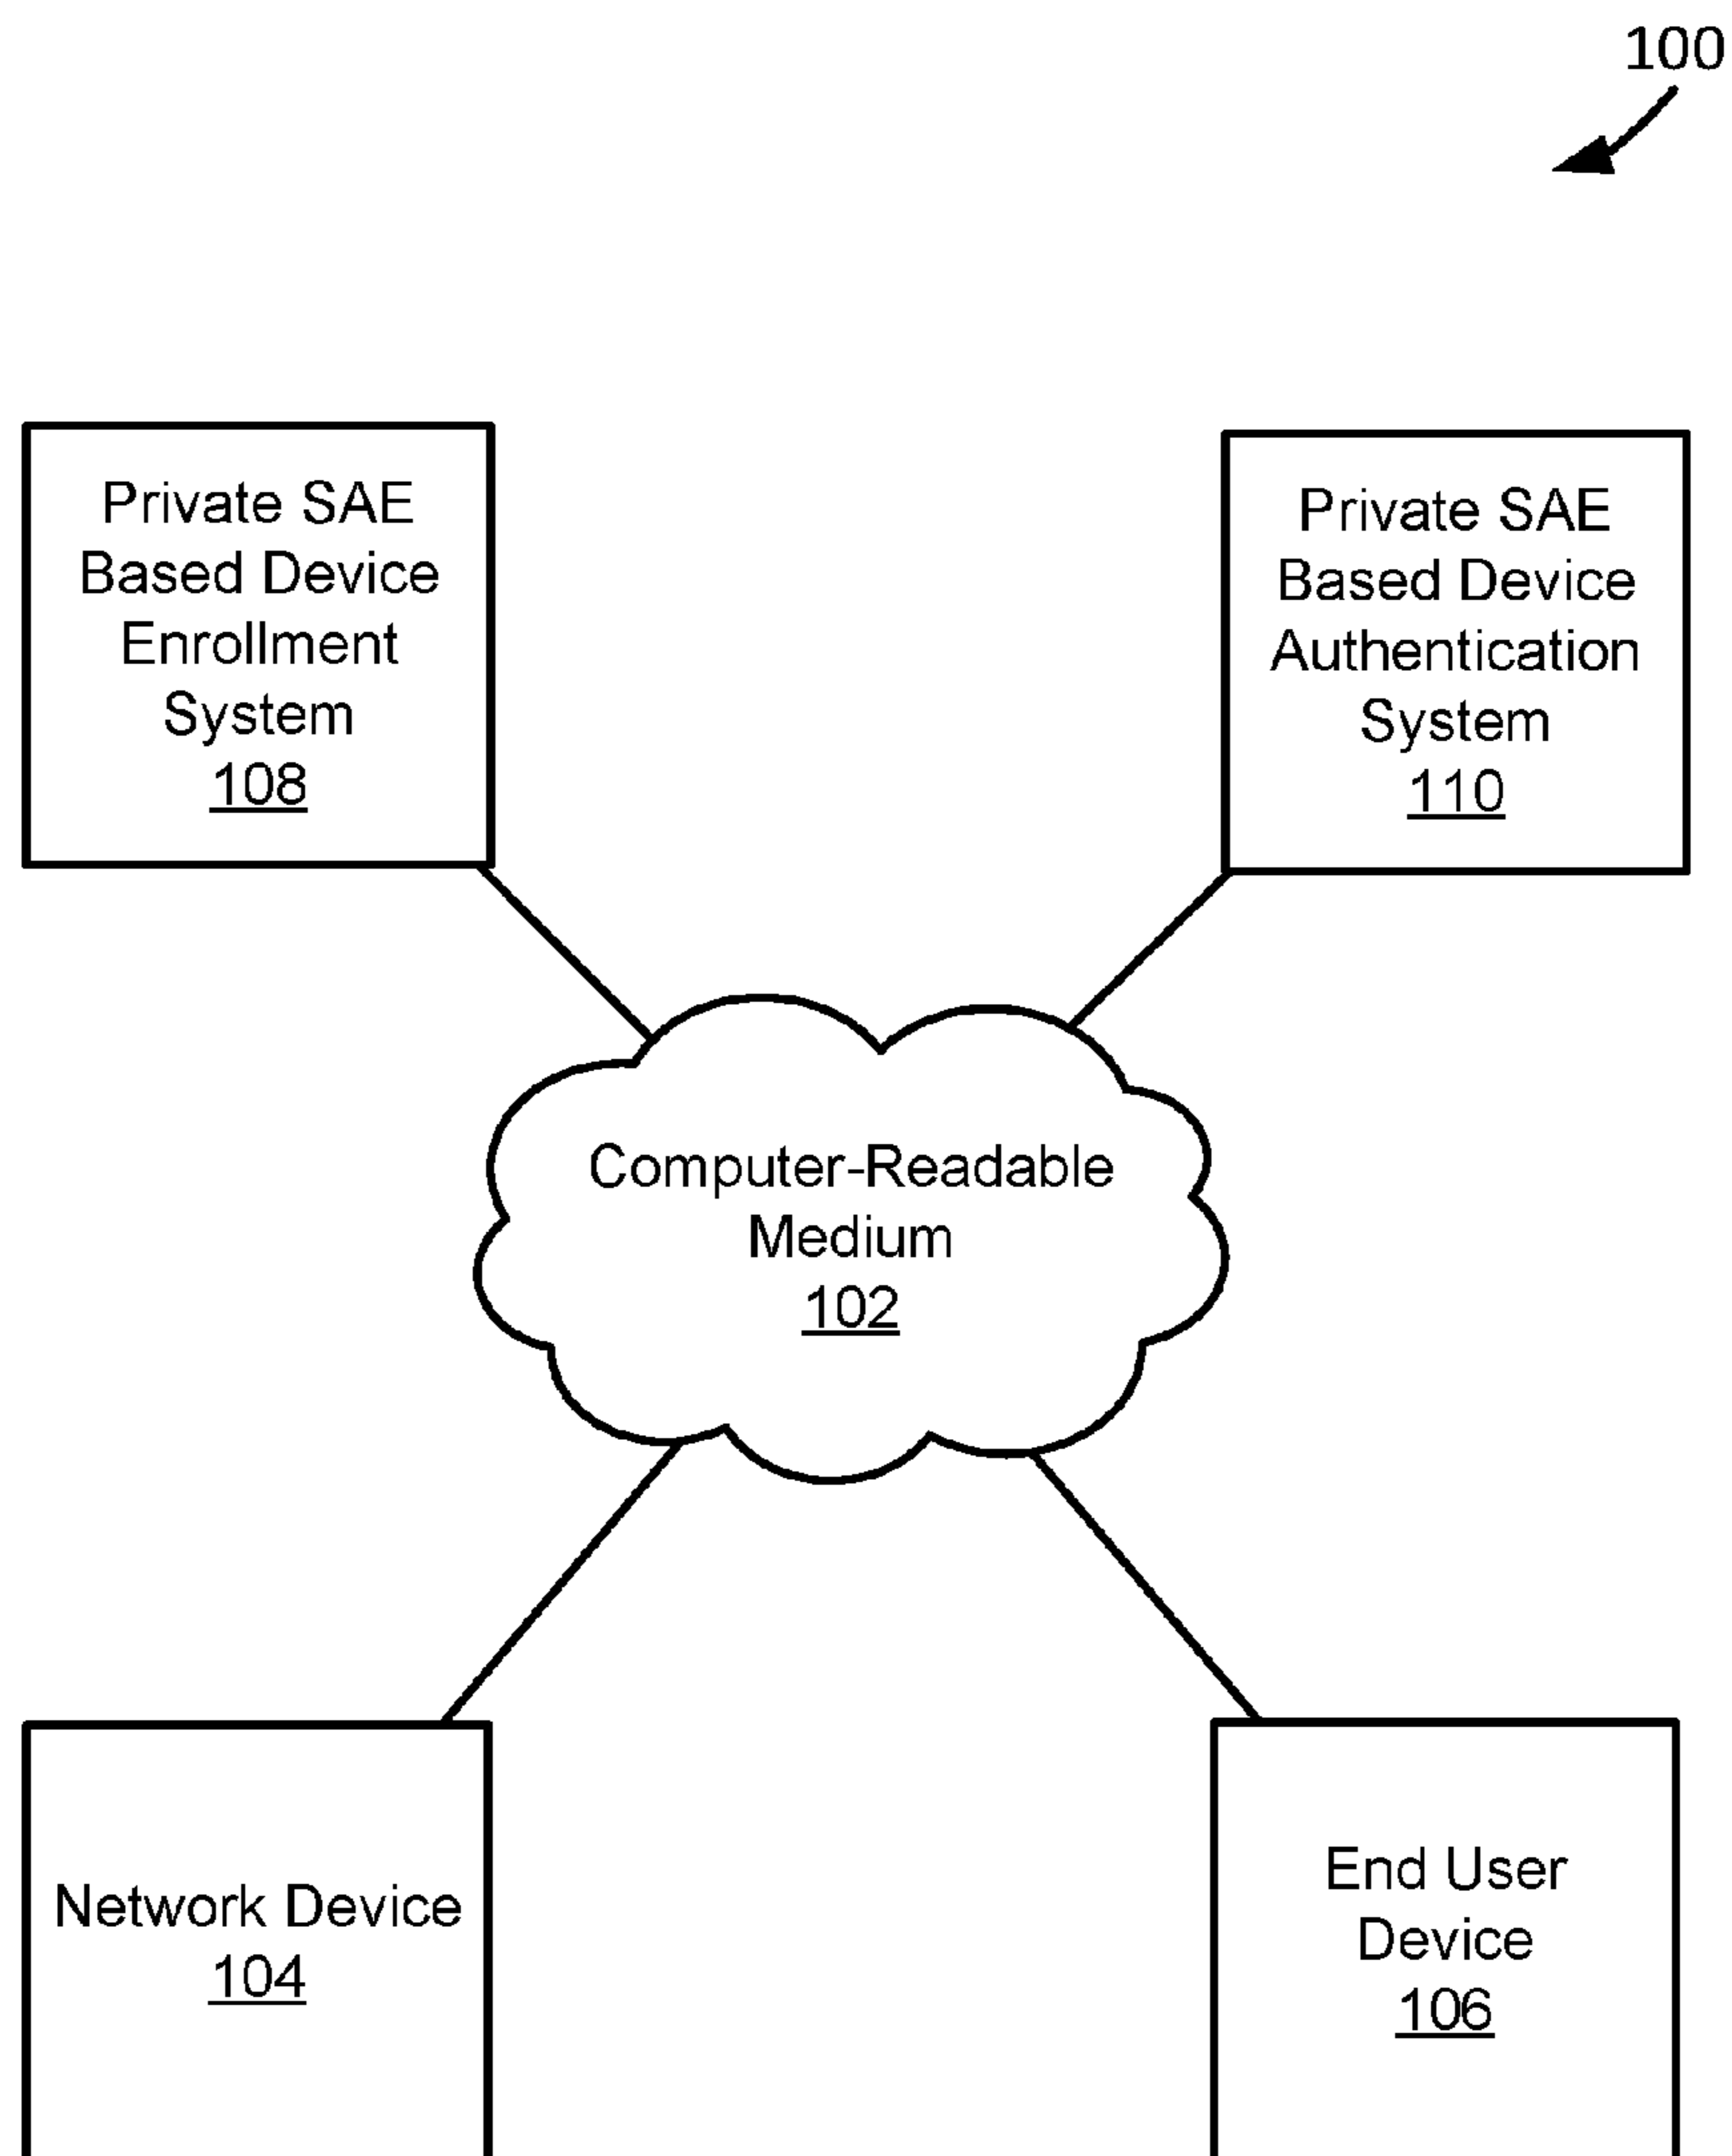 100
Private SAE
Based Device
Enrollment
System
108
Private SAE
Based Device
Authentication
System
110
Computer-Readable
Medium
102
Network Device
104
End User
Device
106